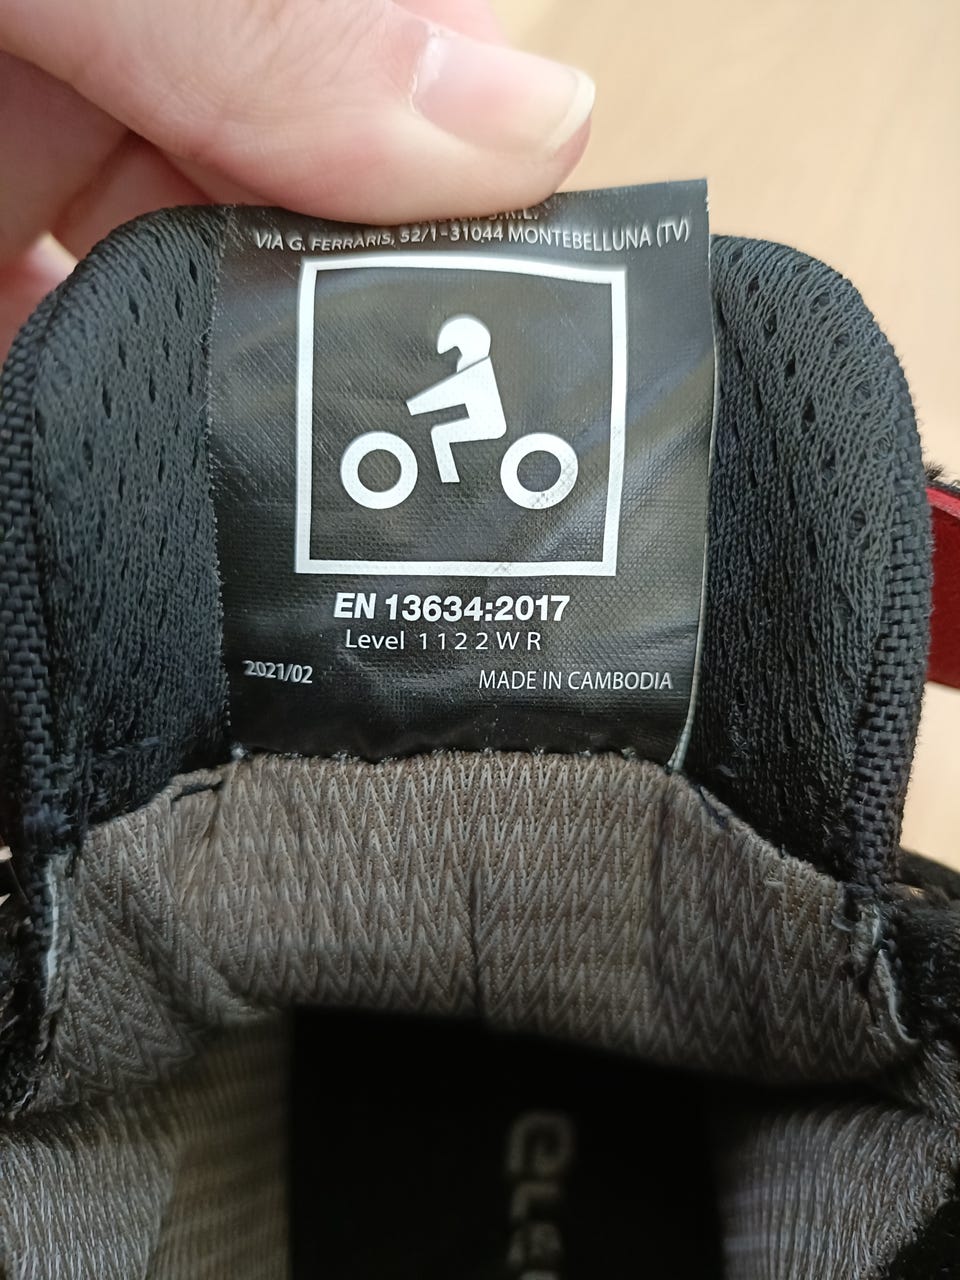 S.R.L.
VIA G. FERRARIS, 52/1 - 31044 MONTEBELLUNA (TV)
EN 13634:2017
Level 1 1 2 2 W R
2021/02 MADE IN CAMBODIA